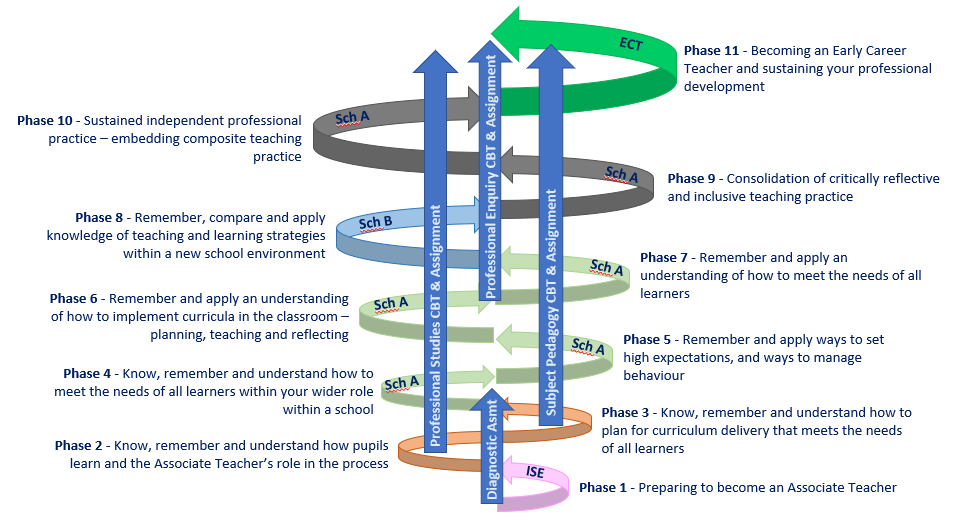 ECT
Phase 11 - Becoming an Early Career
Teacher and sustaining your professional
development
Phase 10 - Sustained independent professional
practice – embedding composite teaching
practice
Sch A
Phase 9 - Consolidation of critically reflective
and inclusive teaching practice
Sch A
Phase 8 - Remember, compare and apply
knowledge of teaching and learning strategies
within a new school environment
Sch B
Phase 7 - Remember and apply an
understanding of how to meet the needs of all
learners
Sch A
Phase 6 - Remember and apply an understanding
of how to implement curricula in the classroom –
planning, teaching and reflecting
Sch A
Phase 5 - Remember and apply ways to set
high expectations, and ways to manage
behaviour
Sch A
Phase 4 - Know, remember and understand how to
meet the needs of all learners within your wider role
within a school
Sch A
Phase 3 - Know, remember and understand how to
plan for curriculum delivery that meets the needs
of all learners
Phase 2 - Know, remember and understand how pupils
learn and the Associate Teacher's role in the process
ISE
Phase 1 - Preparing to become an Associate Teacher
Professional Studies CBT & Assignment
Professional Enquiry CBT & Assignment
Subject Pedagogy CBT & Assignment
Diagnostic Asmt